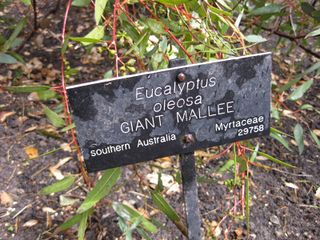 Eucalyptus
oleosa
GIANT MALLEE
southern Australia
Myrtaceae
29758